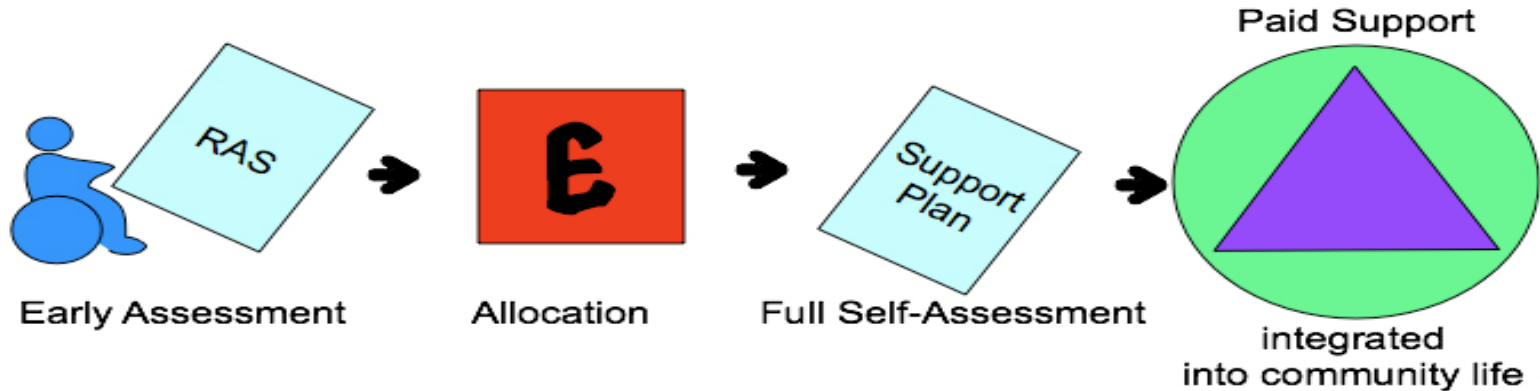 Paid Support
RAS
£
Support
Plan
Early Assessment
Allocation
Full Self-Assessment
integrated
into community life